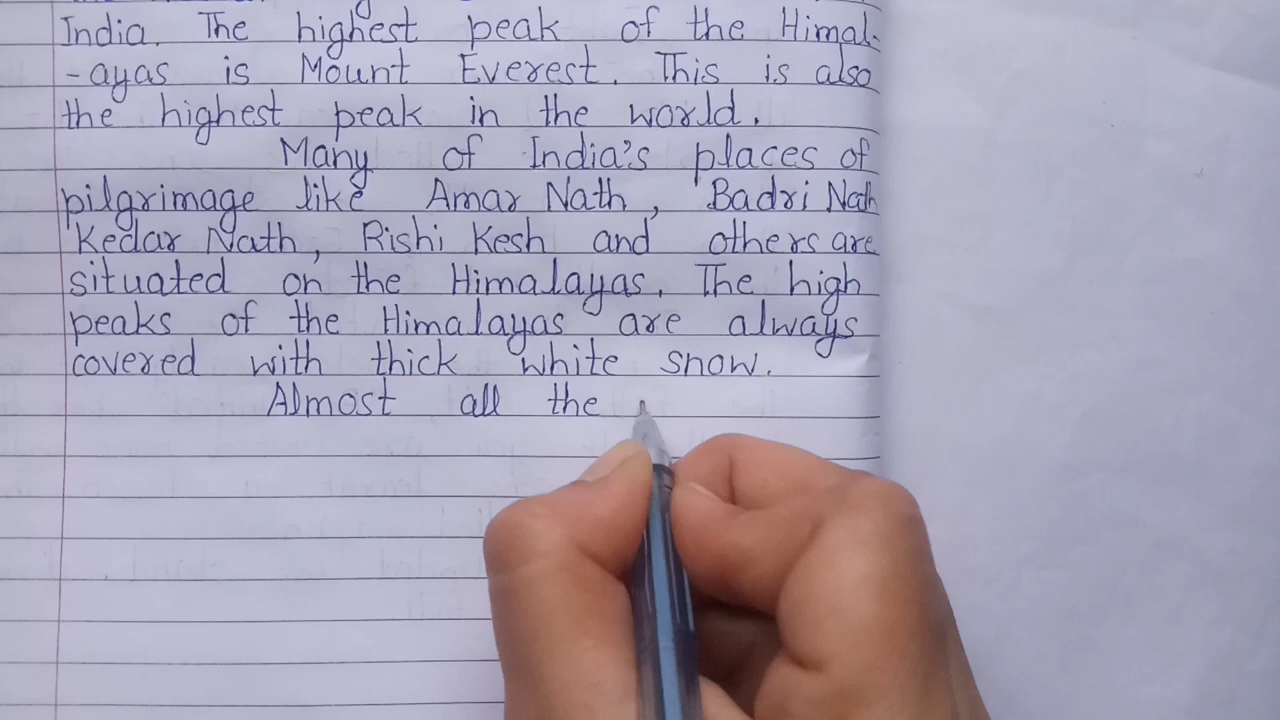 India. The highest peak of the Himal-
-ayas is Mount Everest. This is also
the highest peak in the world.
Many of India's places of
pilgrimage like Amar Nath, Badri Nath
Kedar Nath, Rishi Kesh and others are
situated on the Himalayas. The high
peaks of the Himalayas are always
covered with thick white snow.
Almost all the